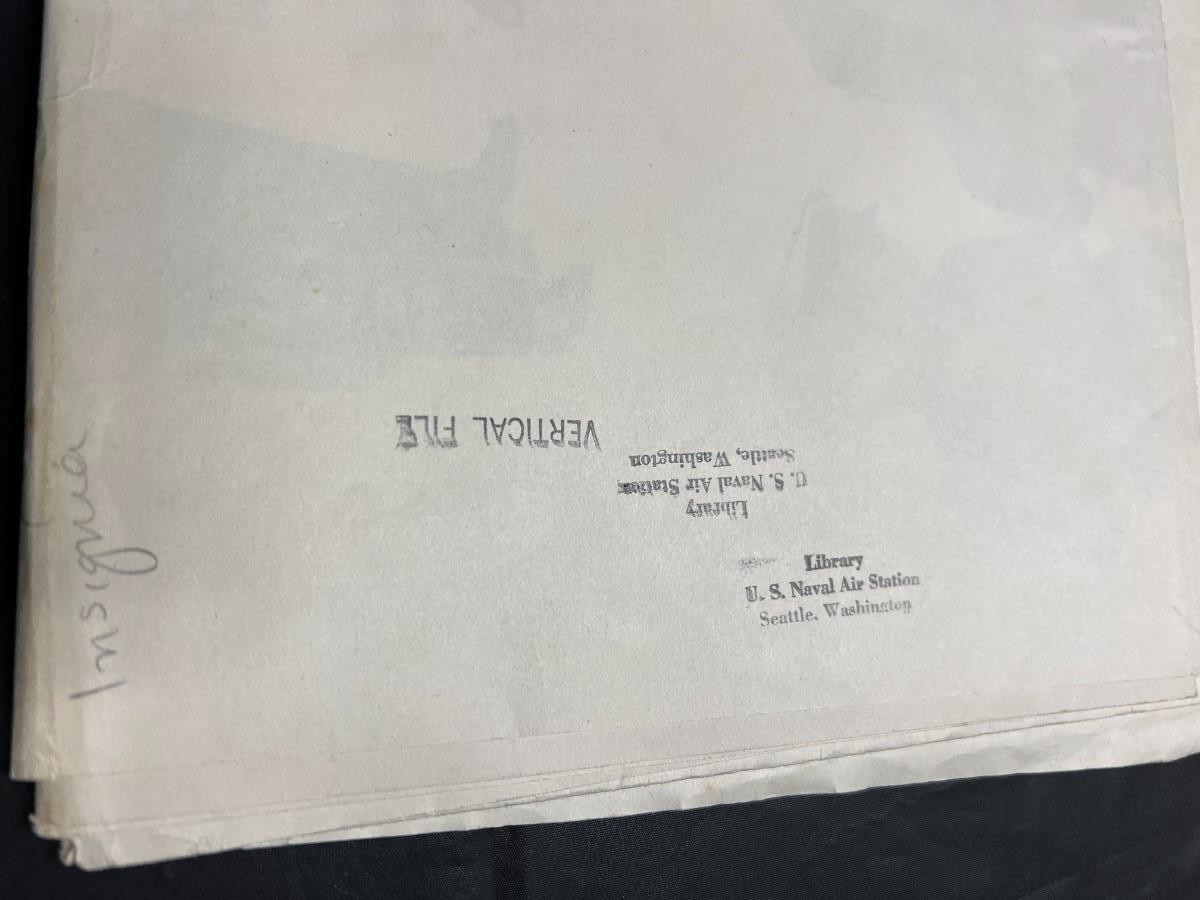 Insignia
VERTICAL FILE
Library
U. S. Naval Air Station
Seattle, Washington
Library
U. S. Naval Air Station
Seattle, Washington